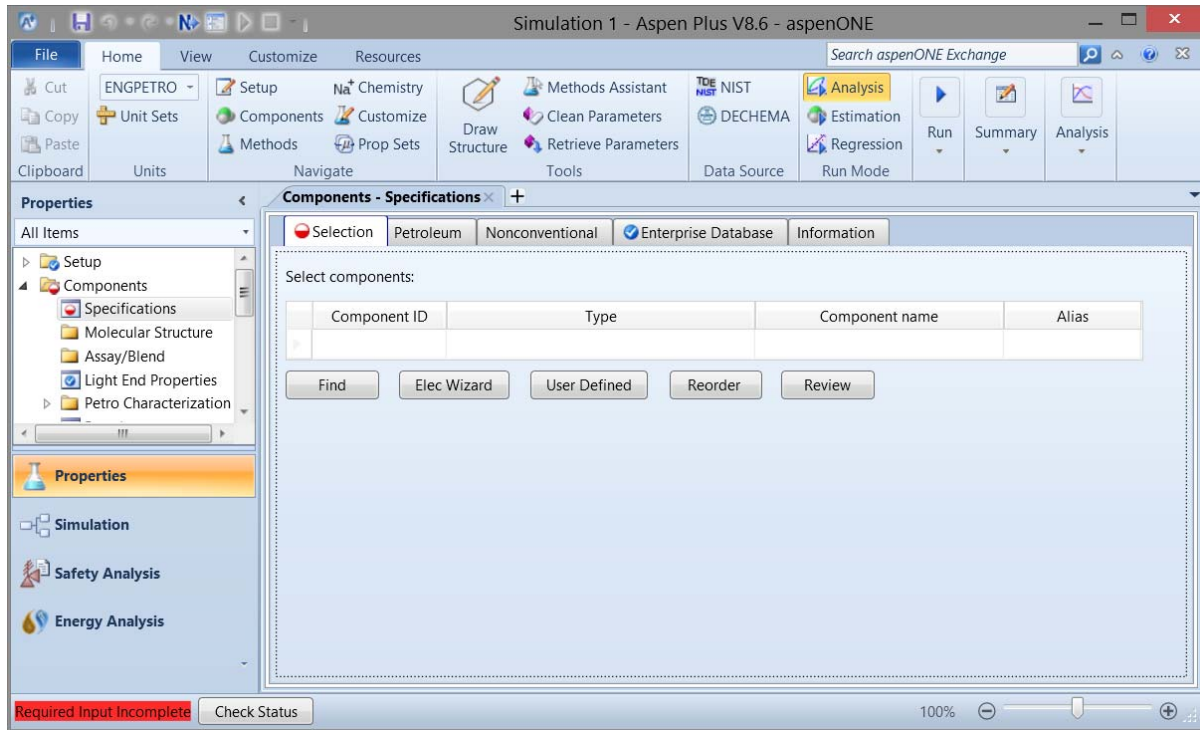 Simulation 1 - Aspen Plus V8.6 - aspenONE
File Home View Customize Resources Search aspenONE Exchange
Cut ENGPETRO Setup Na+ Chemistry Methods Assistant TDE NIST NIST Analysis
Copy Unit Sets Components Customize Draw Structure Clean Parameters DECHEMA Estimation Run Summary Analysis
Paste Methods Prop Sets Retrieve Parameters Regression
Clipboard Units Navigate Tools Data Source Run Mode
Properties Components - Specifications
All Items Selection Petroleum Nonconventional Enterprise Database Information
Setup
Components
Specifications
Molecular Structure
Assay/Blend
Light End Properties
Petro Characterization
Select components:
Component ID Type Component name Alias
Find Elec Wizard User Defined Reorder Review
Properties
Simulation
Safety Analysis
Energy Analysis
Required Input Incomplete Check Status 100%